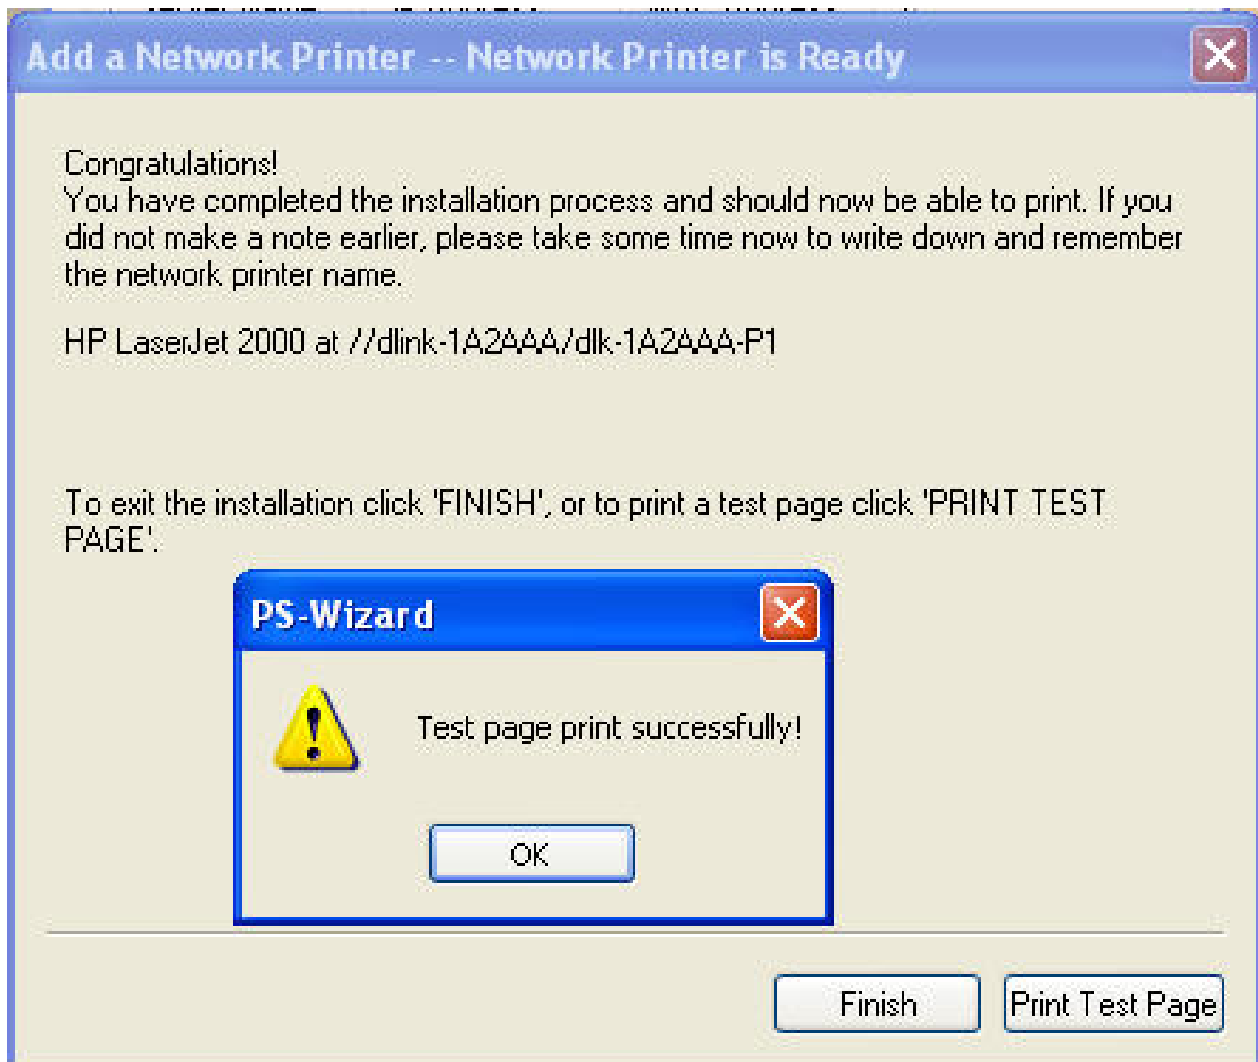 Add a Network Printer -- Network Printer is Ready
Congratulations!
You have completed the installation process and should now be able to print. If you
did not make a note earlier, please take some time now to write down and remember
the network printer name.
HP LaserJet 2000 at //dlink-1A2AAA/dlk-1A2AAA-P1
To exit the installation click 'FINISH', or to print a test page click 'PRINT TEST
PAGE'.
PS-Wizard
Test page print successfully!
OK
Finish
Print Test Page